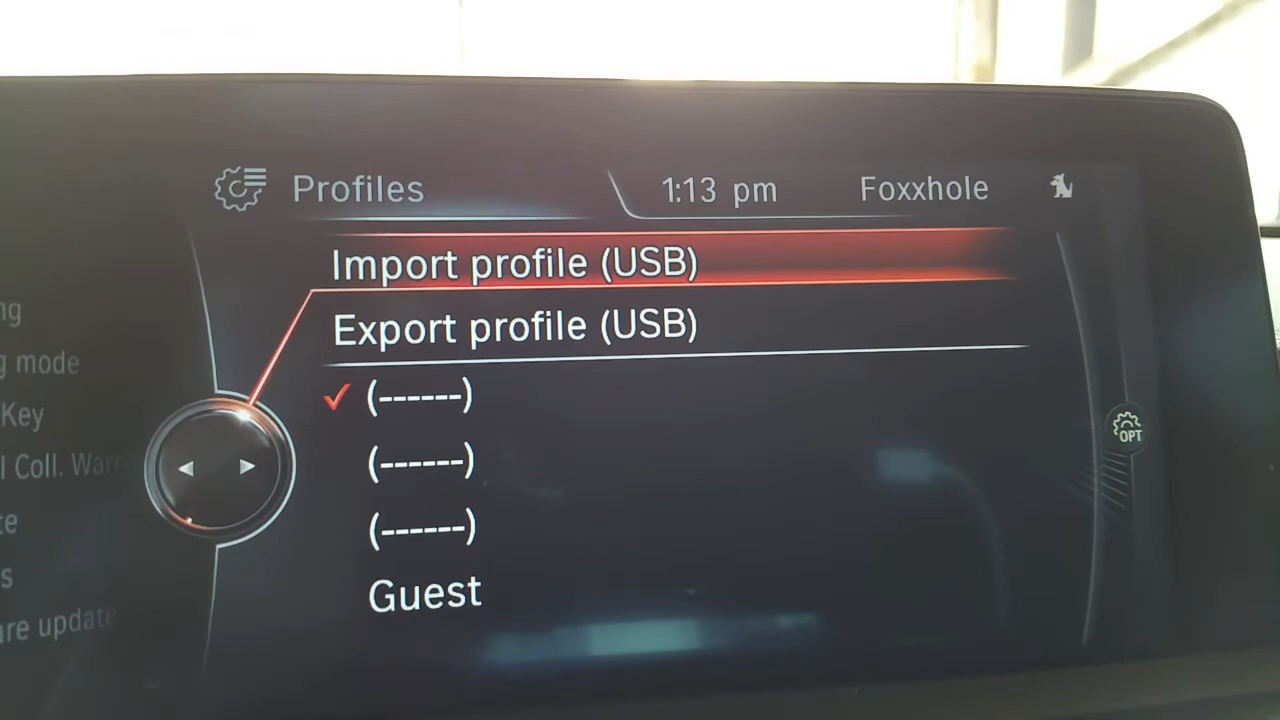 Profiles 1:13 pm Foxxhole
Import profile (USB)
Export profile (USB)
(------)
(------)
(------)
Guest
OPT
ng
g mode
Key
l Coll. Warn
te
s
are update